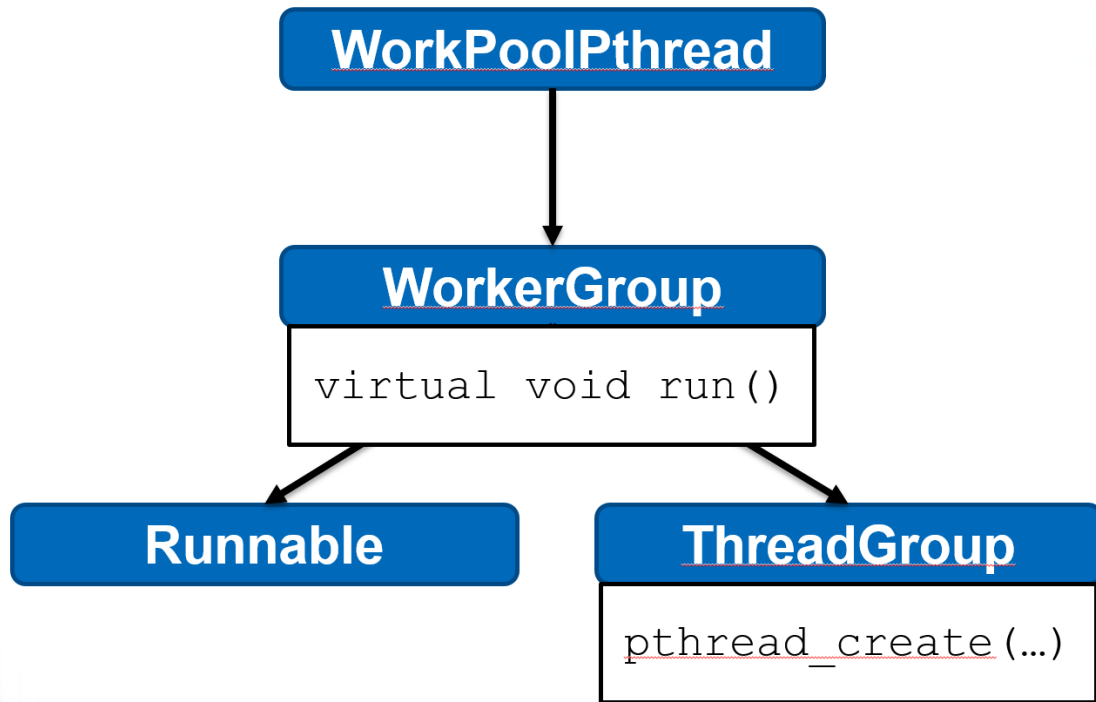 WorkPoolPthread
WorkerGroup
virtual void run()
Runnable
ThreadGroup
pthread_create(…)